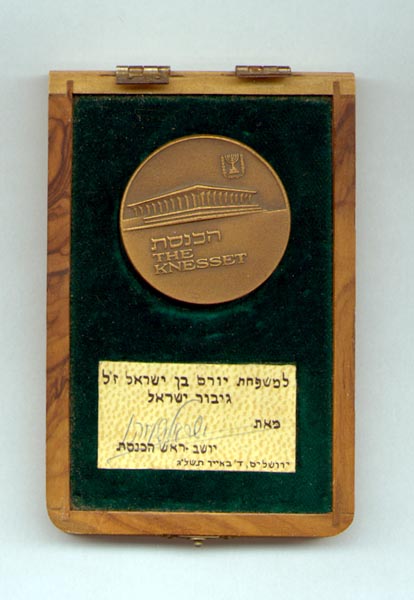 הכנסת
THE
KNESSET
למשפחת יורם בן ישראל ז"ל
גיבור ישראל
מאת
יושב-ראש הכנסת
ירושלים, ד' באייר תשל"ג